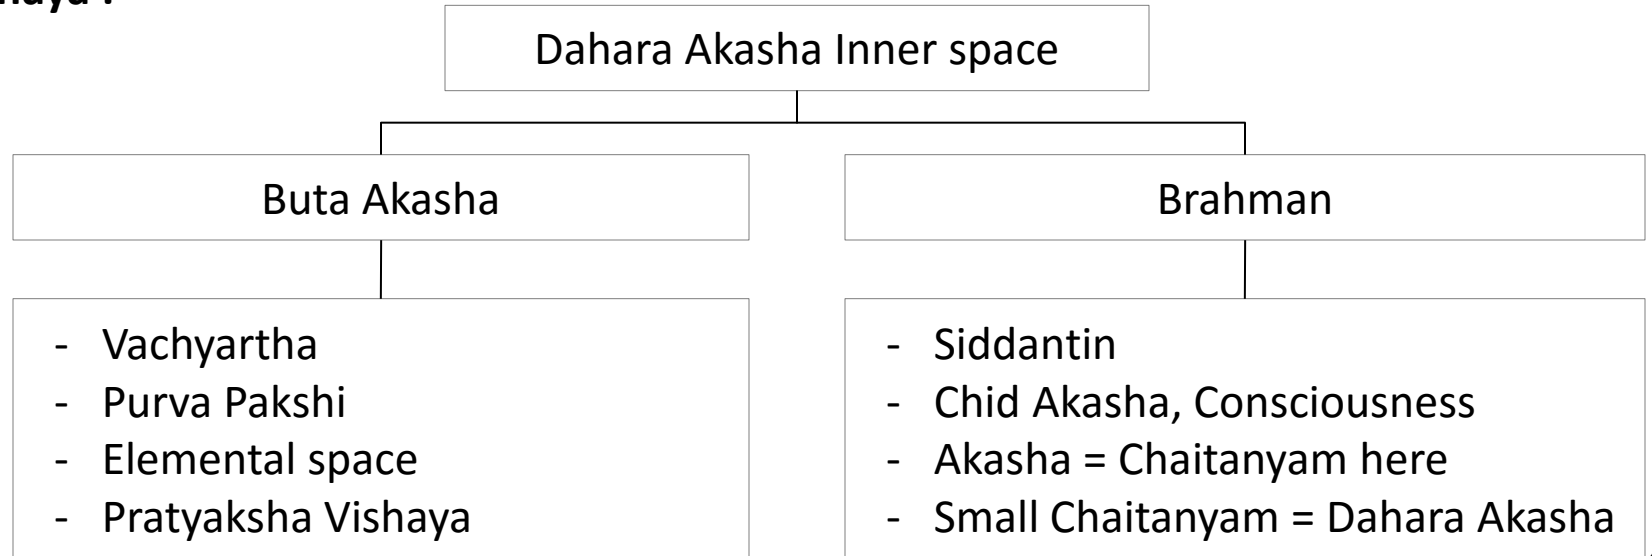 Dahara Akasha Inner space
Buta Akasha
Brahman
- Vachyartha
- Purva Pakshi
- Elemental space
- Pratyaksha Vishaya
- Siddantin
- Chid Akasha, Consciousness
- Akasha = Chaitanyam here
- Small Chaitanyam = Dahara Akasha